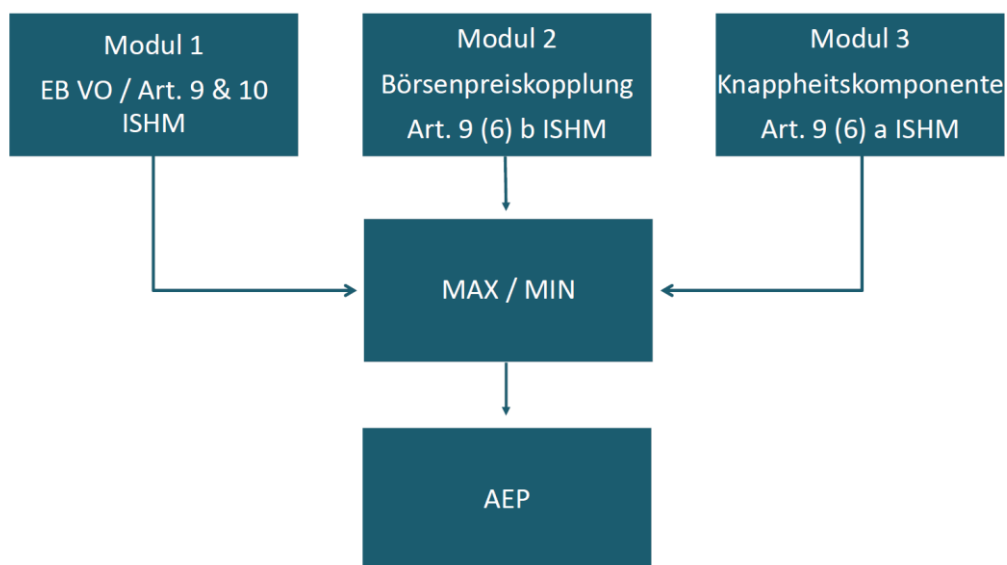 Modul 1
EB VO / Art. 9 & 10
ISHM
Modul 2
Börsenpreiskopplung
Art. 9 (6) b ISHM
Modul 3
Knappheitskomponente
Art. 9 (6) a ISHM
MAX / MIN
AEP